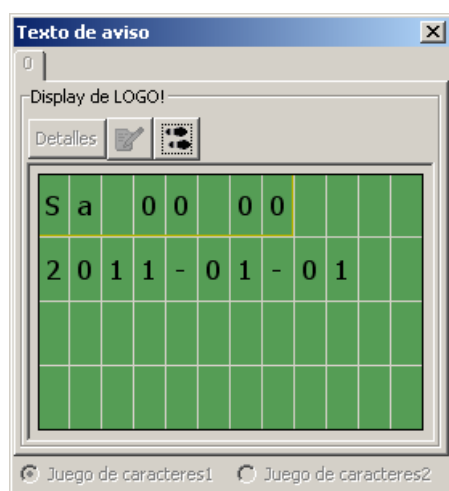 Texto de aviso
0
Display de LOGO!
Detalles
Sa 00 00
2011-01-01
Juego de caracteres1 Juego de caracteres2